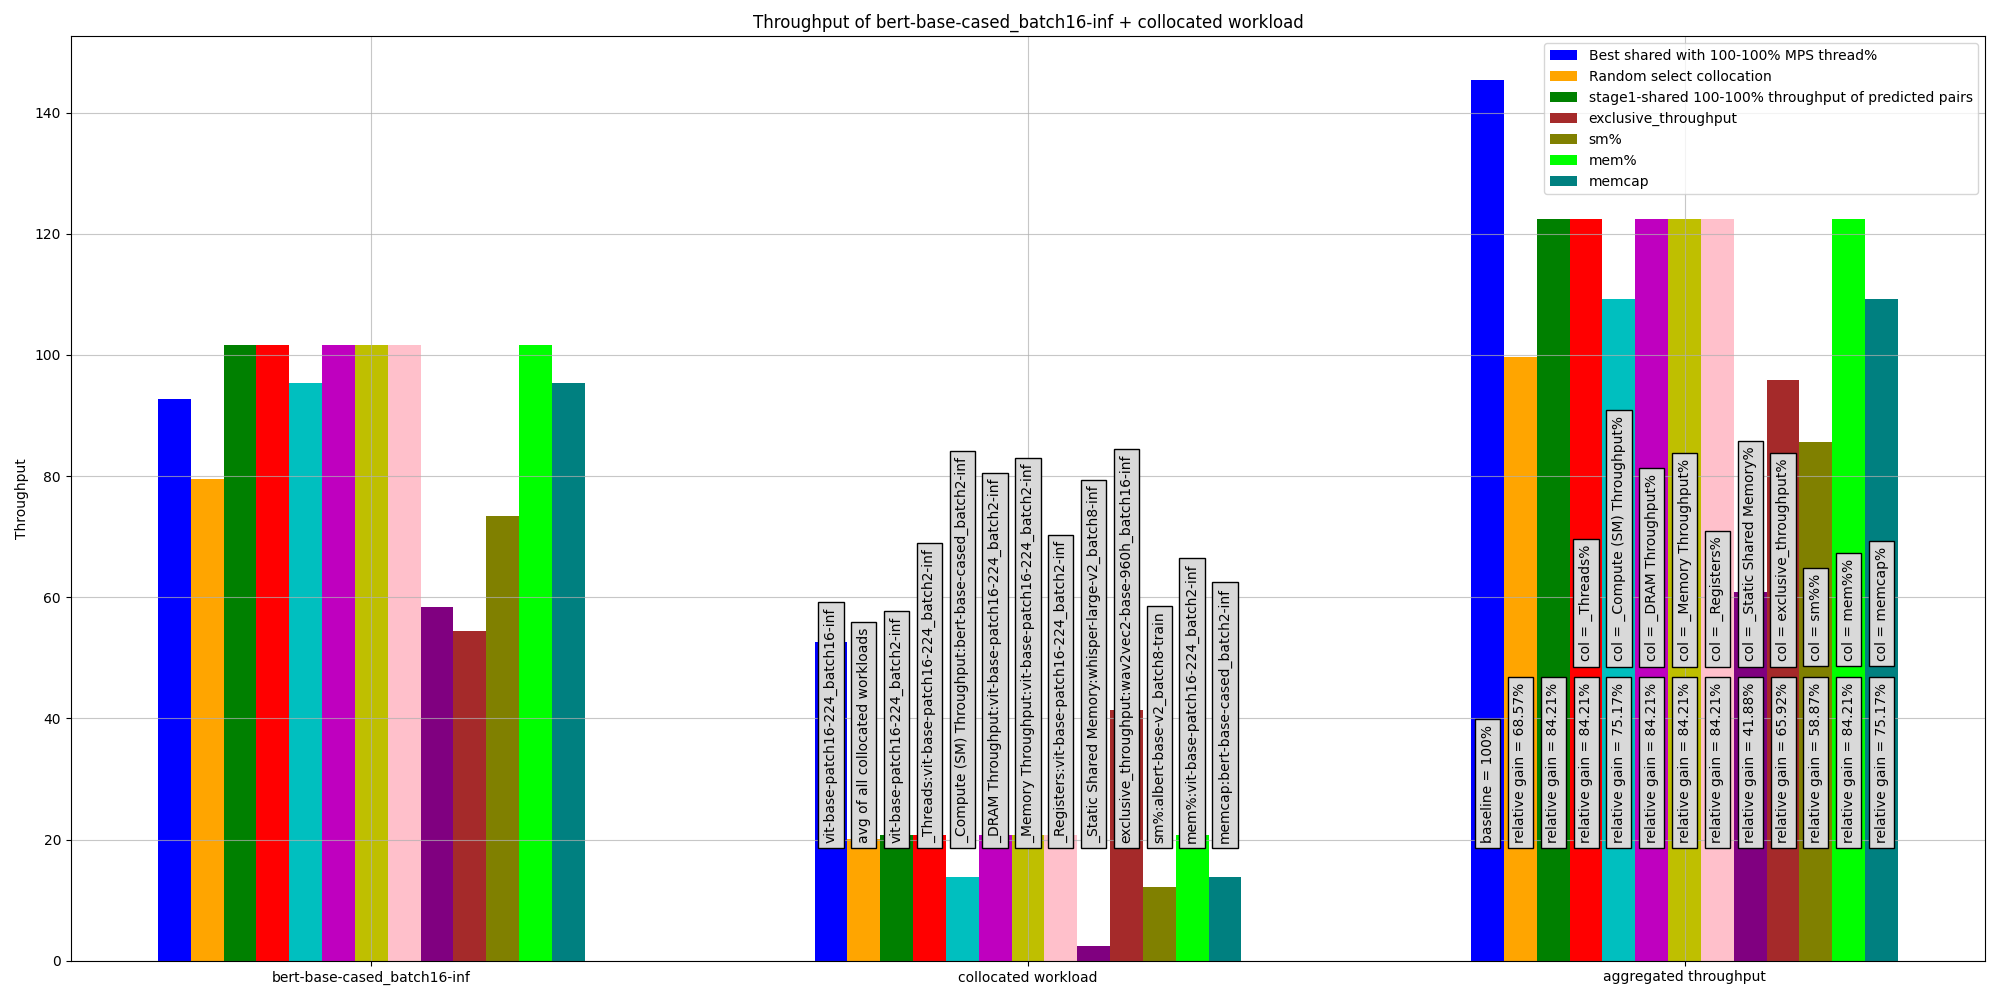 Throughput of bert-base-cased_batch16-inf + collocated workload
Best shared with 100-100% MPS thread%
Random select collocation
stage1-shared 100-100% throughput of predicted pairs
exclusive_throughput
sm%
mem%
memcap
Throughput
140
120
100
80
60
40
20
0
vit-base-patch16-224_batch16-inf
avg of all collocated workloads
vit-base-patch16-224_batch2-inf
_Threads:vit-base-patch16-224_batch2-inf
_Compute (SM) Throughput:bert-base-cased_batch2-inf
_DRAM Throughput:vit-base-patch16-224_batch2-inf
_Memory Throughput:vit-base-patch16-224_batch2-inf
_Registers:vit-base-patch16-224_batch2-inf
_Static Shared Memory:whisper-large-v2_batch8-inf
exclusive_throughput:wav2vec2-base-960h_batch16-inf
sm%:albert-base-v2_batch8-train
mem%:vit-base-patch16-224_batch2-inf
memcap:bert-base-cased_batch2-inf
col = _Threads%
col = _Compute (SM) Throughput%
col = _DRAM Throughput%
col = _Memory Throughput%
col = _Registers%
col = _Static Shared Memory%
col = exclusive_throughput%
col = sm%%
col = mem%%
col = memcap%
baseline = 100%
relative gain = 68.57%
relative gain = 84.21%
relative gain = 84.21%
relative gain = 75.17%
relative gain = 84.21%
relative gain = 84.21%
relative gain = 84.21%
relative gain = 41.88%
relative gain = 65.92%
relative gain = 58.87%
relative gain = 84.21%
relative gain = 75.17%
bert-base-cased_batch16-inf
collocated workload
aggregated throughput